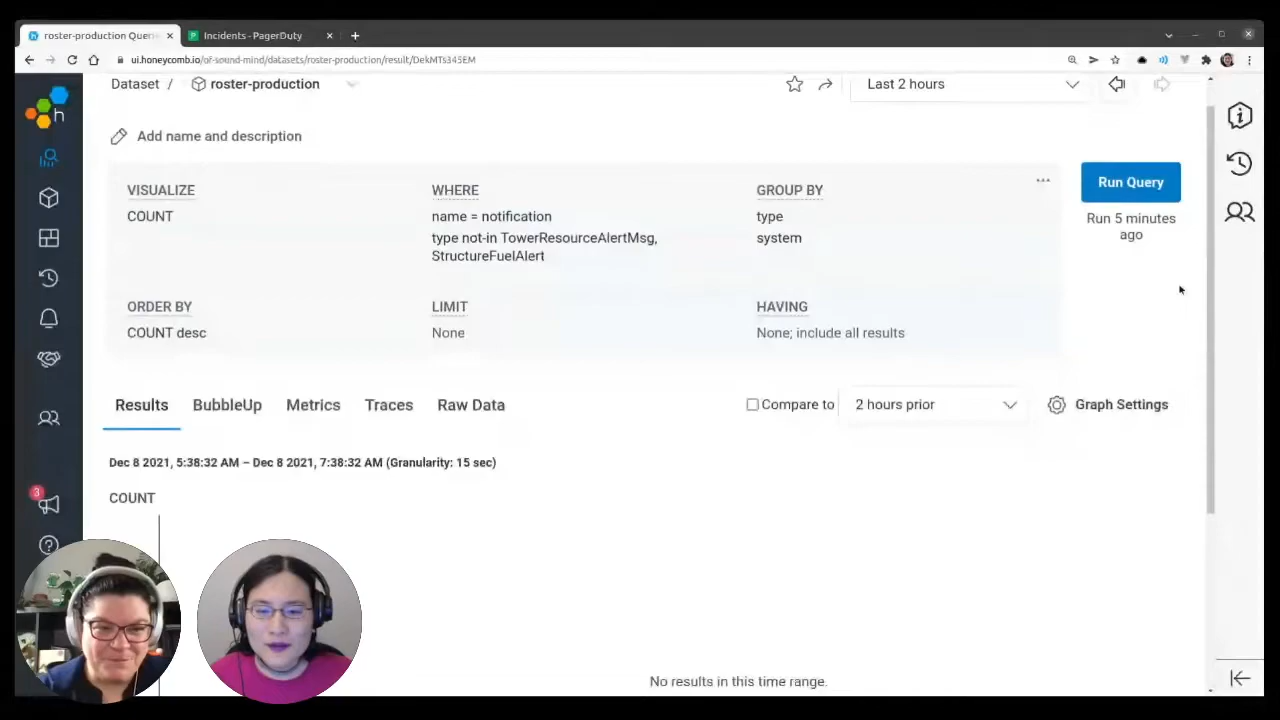 roster-production Queri
Incidents - PagerDuty
ui.honeycomb.io/of-sound-mind/datasets/roster-production/result/DekMTs345EM
h
Dataset / roster-production
Last 2 hours
Add name and description
VISUALIZE
WHERE
GROUP BY
Run Query
COUNT
name = notification
type
Run 5 minutes
ago
type not-in TowerResourceAlertMsg,
StructureFuelAlert
system
ORDER BY
LIMIT
HAVING
COUNT desc
None
None; include all results
Results
BubbleUp
Metrics
Traces
Raw Data
Compare to
2 hours prior
Graph Settings
Dec 8 2021, 5:38:32 AM – Dec 8 2021, 7:38:32 AM (Granularity: 15 sec)
COUNT
3
No results in this time range.